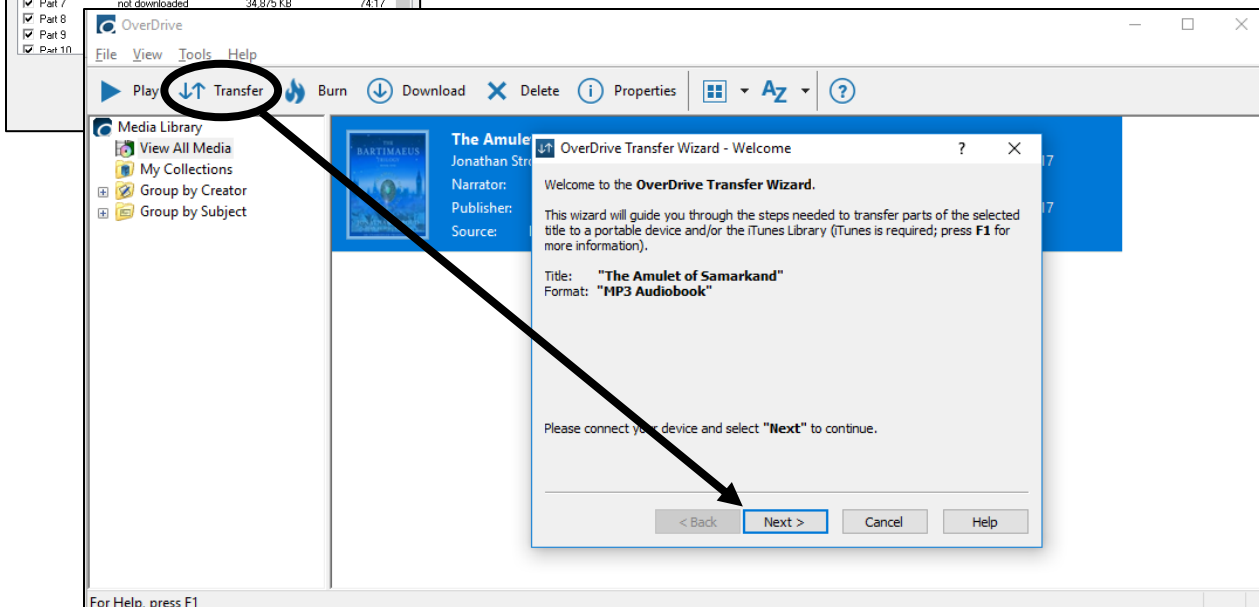 Part 7 not downloaded 34,875 KB 74:17
Part 8
Part 9
Part 10
OverDrive
File View Tools Help
Play Transfer Burn Download Delete Properties AZ ?
Media Library
View All Media
My Collections
Group by Creator
Group by Subject
THE
BARTIMAEUS
TRILOGY
The Amule
Jonathan Stro
Narrator:
Publisher:
Source:
17
17
OverDrive Transfer Wizard - Welcome ?
Welcome to the OverDrive Transfer Wizard.
This wizard will guide you through the steps needed to transfer parts of the selected
title to a portable device and/or the iTunes Library (iTunes is required; press F1 for
more information).
Title: "The Amulet of Samarkand"
Format: "MP3 Audiobook"
Please connect your device and select "Next" to continue.
< Back Next > Cancel Help
For Help, press F1